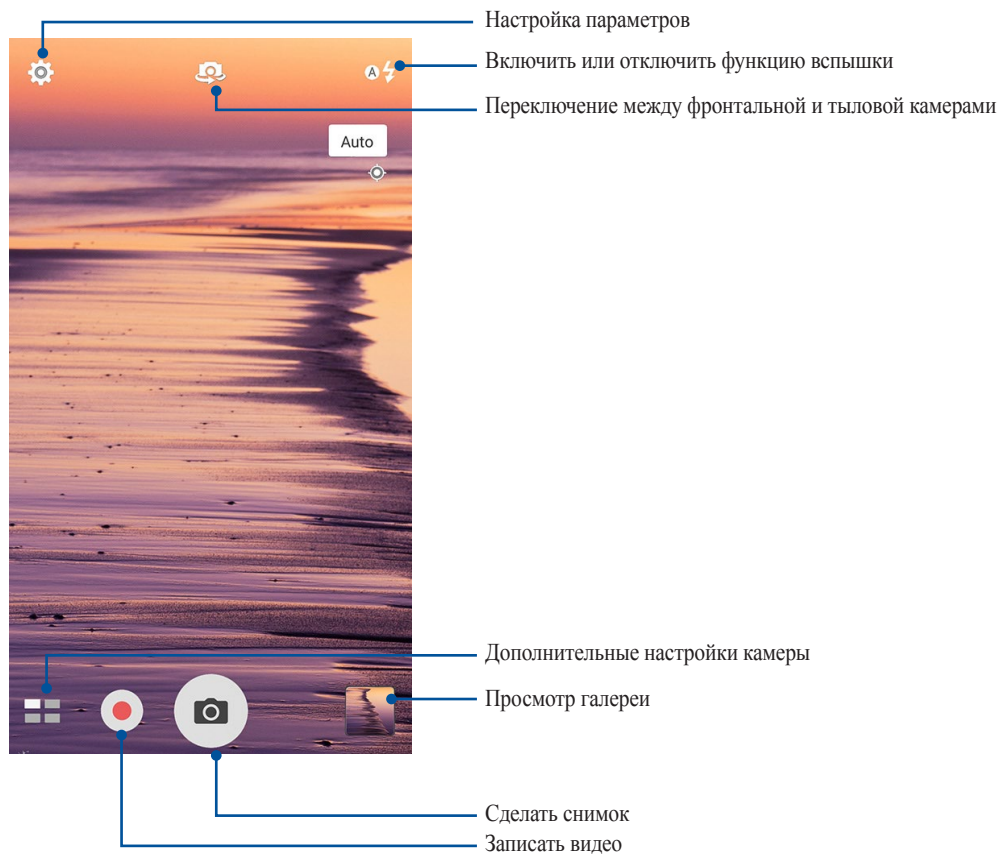 Настройка параметров
Включить или отключить функцию вспышки
A
Переключение между фронтальной и тыловой камерами
Auto
Дополнительные настройки камеры
Просмотр галереи
Сделать снимок
Записать видео